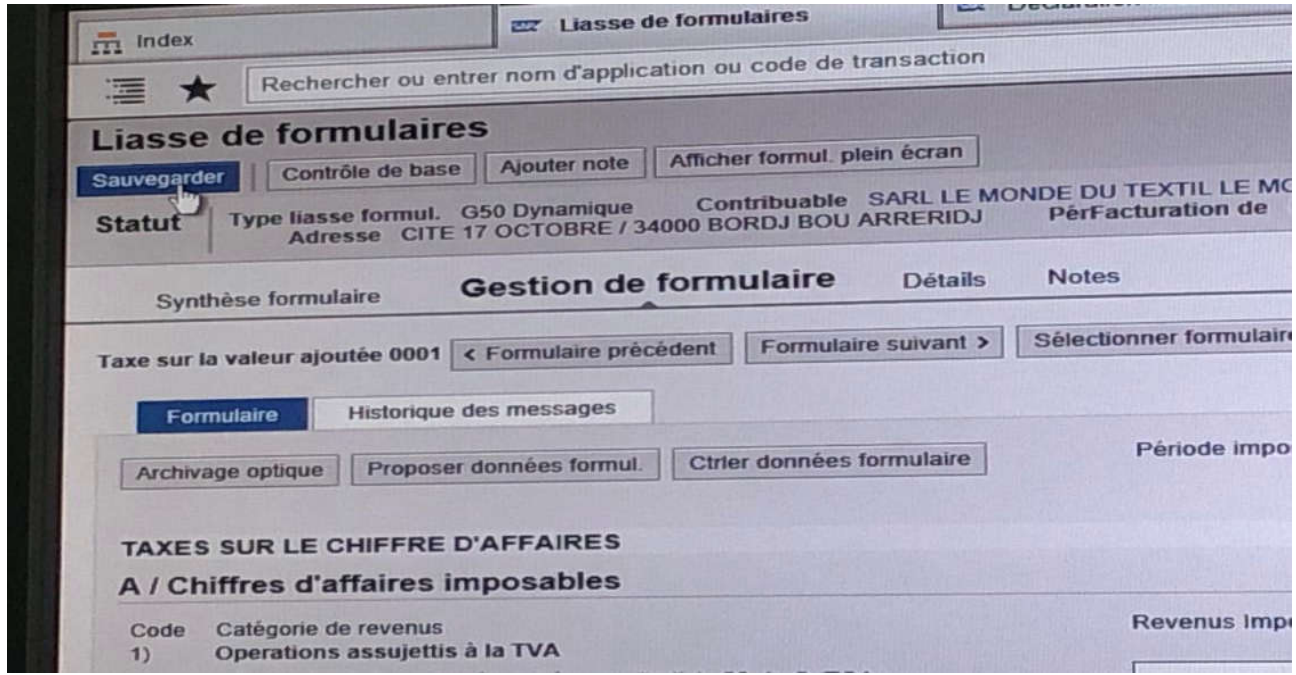 Index
SAP Liasse de formulaires
Rechercher ou entrer nom d'application ou code de transaction
Liasse de formulaires
Sauvegarder Contrôle de base Ajouter note Afficher formul. plein écran
Statut Type liasse formul. G50 Dynamique Contribuable SARL LE MONDE DU TEXTIL LE
Adresse CITE 17 OCTOBRE / 34000 BORDJ BOU ARRERIDJ PérFacturation de
Synthèse formulaire Gestion de formulaire Détails Notes
Taxe sur la valeur ajoutée 0001 < Formulaire précédent Formulaire suivant > Sélectionner formulaire
Formulaire Historique des messages
Archivage optique Proposer données formul. Ctrler données formulaire Période impo
TAXES SUR LE CHIFFRE D'AFFAIRES
A / Chiffres d'affaires imposables
Code Catégorie de revenus Revenus Imp
1) Operations assujettis à la TVA